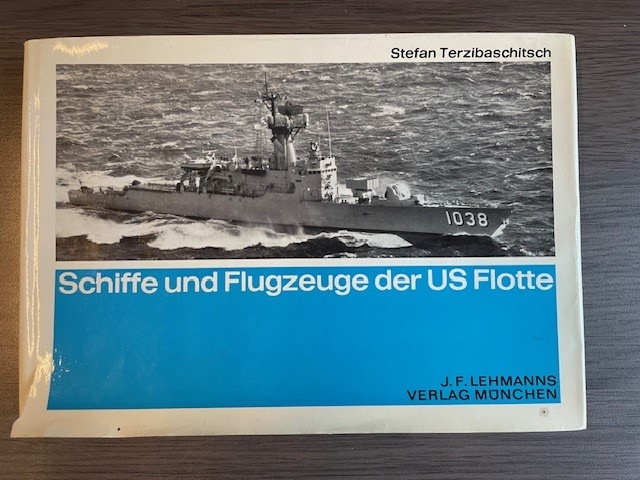 Stefan Terzibaschitsch
1038
Schiffe und Flugzeuge der US Flotte
J. F. LEHMANNS
VERLAG MÜNCHEN